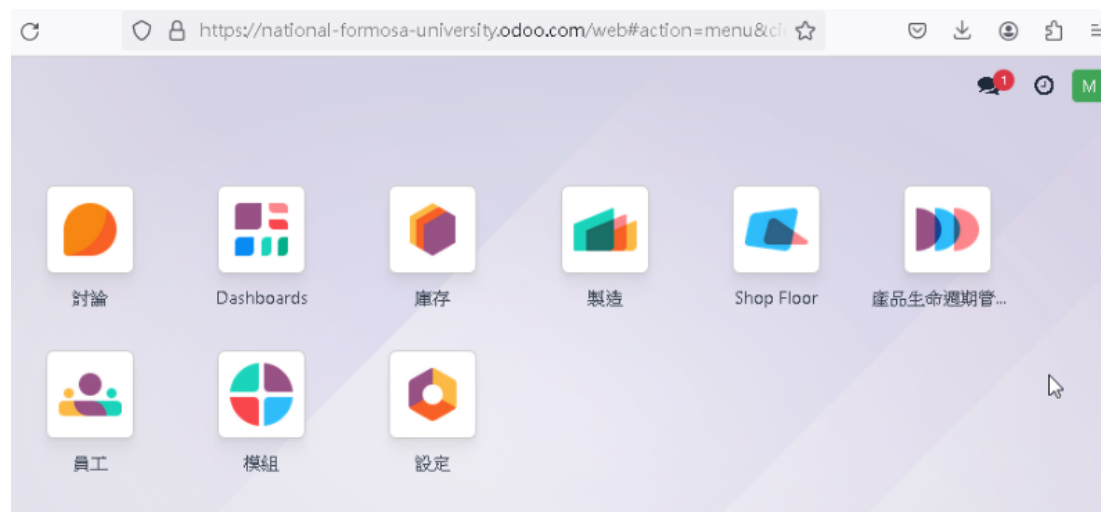 https://national-formosa-university.odoo.com/web#action=menu&ci
1
M
討論
Dashboards
庫存
製造
Shop Floor
產品生命週期管...
員工
模組
設定